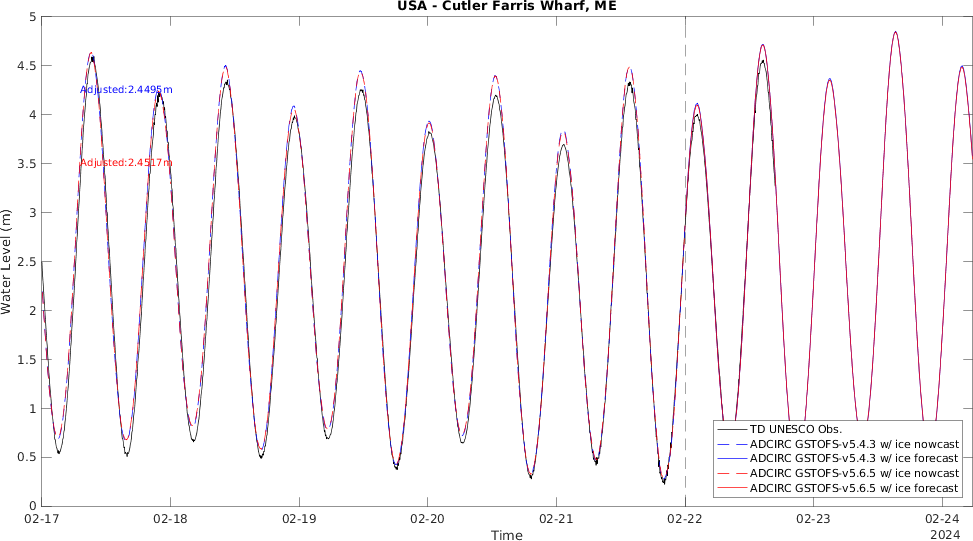 USA - Cutler Farris Wharf, ME
5
4.5
4
3.5
3
2.5
2
1.5
1
0.5
0
Water Level (m)
Adjusted:2.4495m
Adjusted:2.4517m
TD UNESCO Obs.
ADCIRC GSTOFS-v5.4.3 w/ ice nowcast
ADCIRC GSTOFS-v5.4.3 w/ ice forecast
ADCIRC GSTOFS-v5.6.5 w/ ice nowcast
ADCIRC GSTOFS-v5.6.5 w/ ice forecast
02-17 02-18 02-19 02-20 02-21 02-22 02-23 02-24
Time
2024